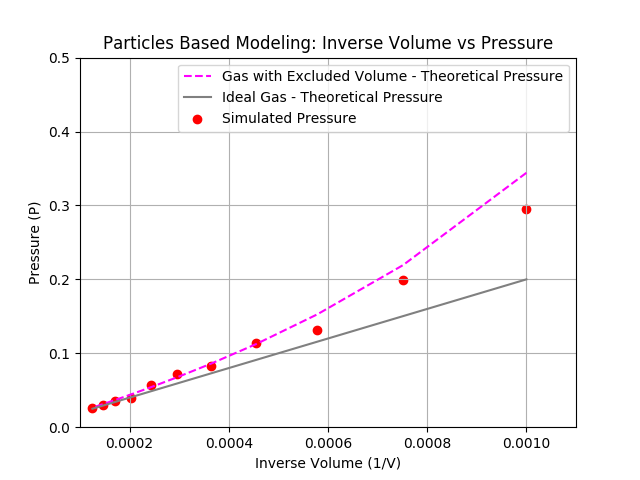 Particles Based Modeling: Inverse Volume vs Pressure
Gas with Excluded Volume - Theoretical Pressure
Ideal Gas - Theoretical Pressure
Simulated Pressure
0.5
0.4
0.3
0.2
0.1
0.0
Pressure (P)
0.0002 0.0004 0.0006 0.0008 0.0010
Inverse Volume (1/V)